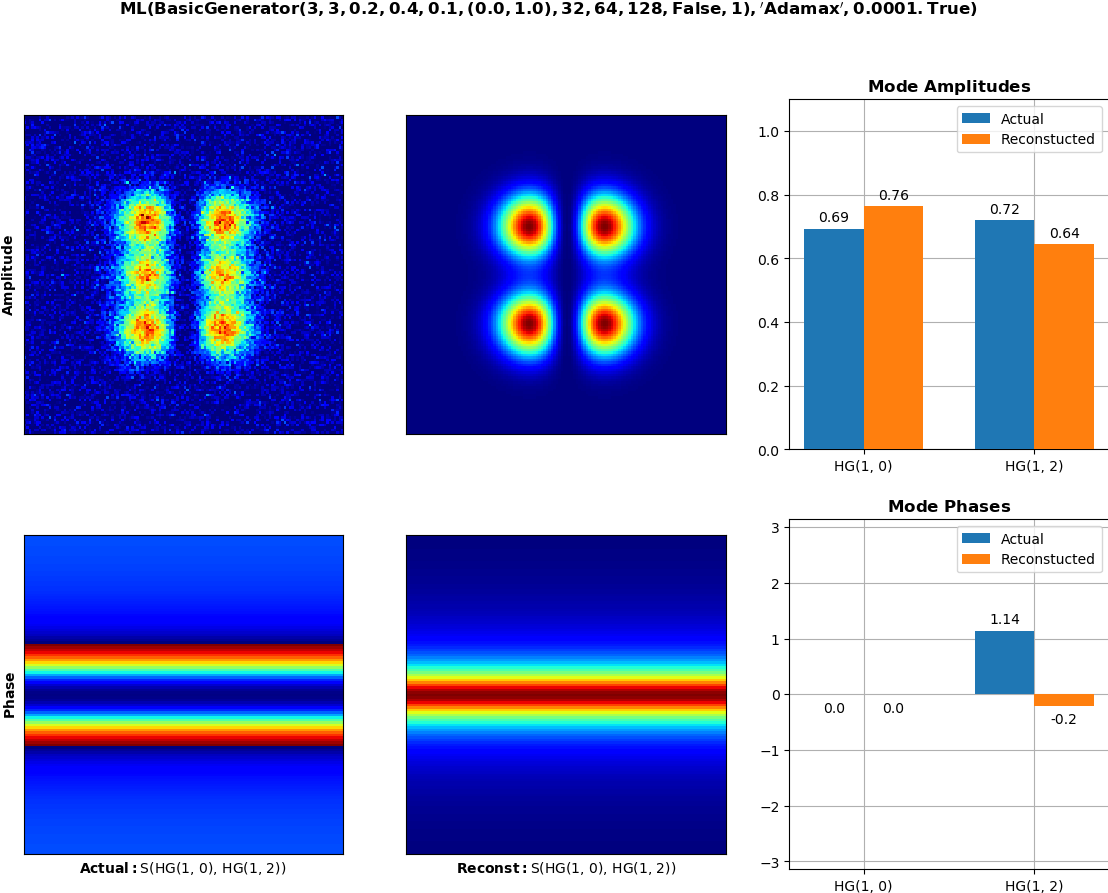 ML(BasicGenerator(3, 3, 0.2, 0.4, 0.1, (0.0, 1.0), 32, 64, 128, False, 1), ′Adamax′, 0.0001. True)
Amplitude
Mode Amplitudes
Actual
Reconstucted
1.0
0.8
0.6
0.4
0.2
0.0
0.69
0.76
0.72
0.64
HG(1, 0)
HG(1, 2)
Phase
Actual: S(HG(1, 0), HG(1, 2))
Reconst: S(HG(1, 0), HG(1, 2))
Mode Phases
Actual
Reconstucted
3
2
1
0
−1
−2
−3
0.0
0.0
1.14
-0.2
HG(1, 0)
HG(1, 2)